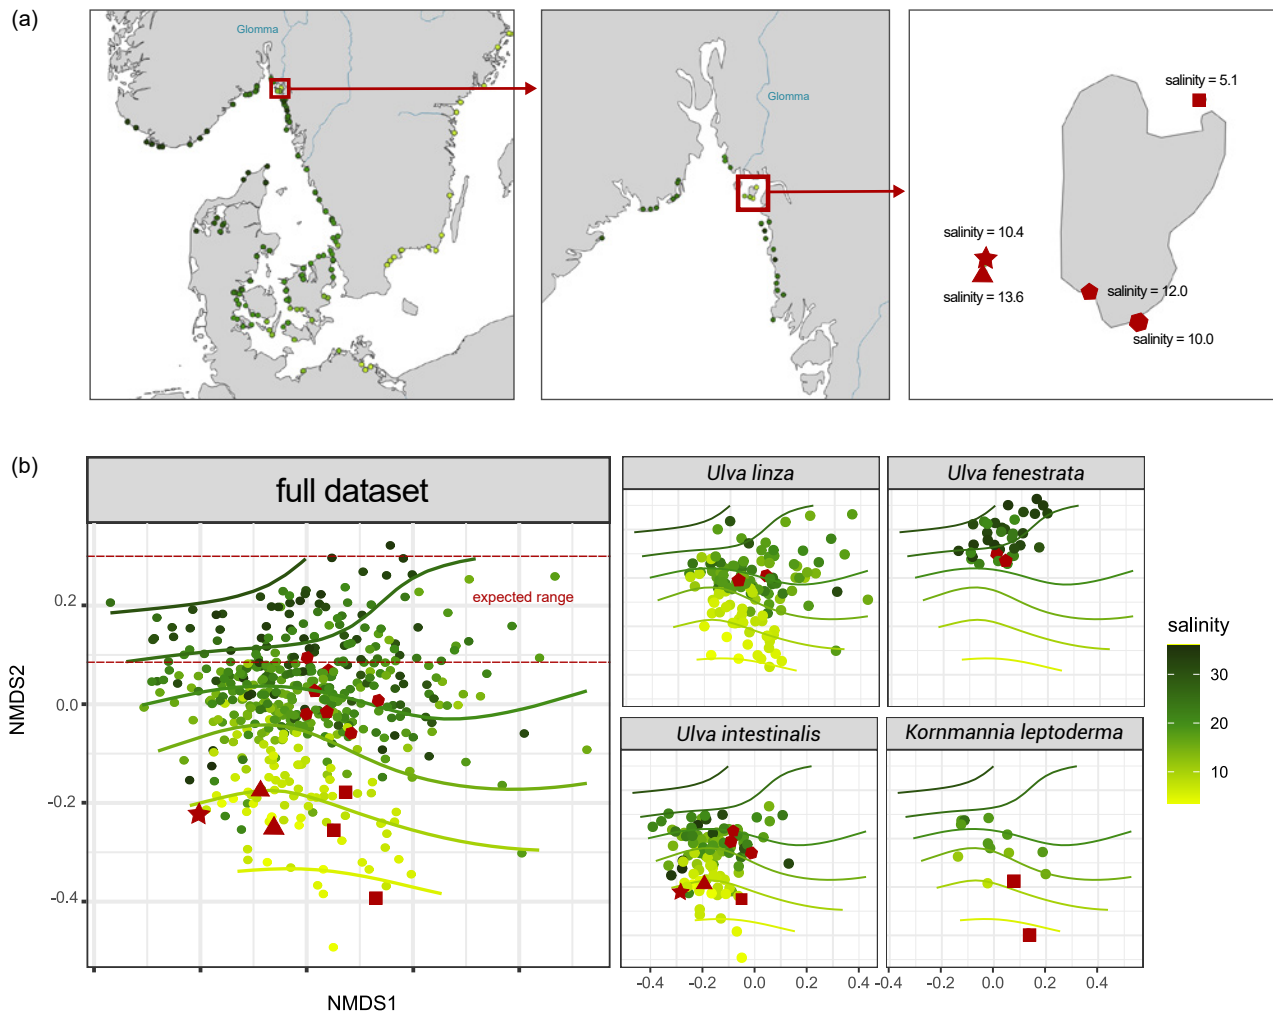 (a)
Glomma
Glomma
salinity = 5.1
salinity = 10.4
salinity = 13.6
salinity = 12.0
salinity = 10.0
(b)
full dataset
Ulva linza
Ulva fenestrata
expected range
0.2
0.0
-0.2
-0.4
NMDS2
NMDS1
Ulva intestinalis
Kornmannia leptoderma
-0.4 -0.2 0.0 0.2 0.4
-0.4 -0.2 0.0 0.2 0.4
salinity
30
20
10